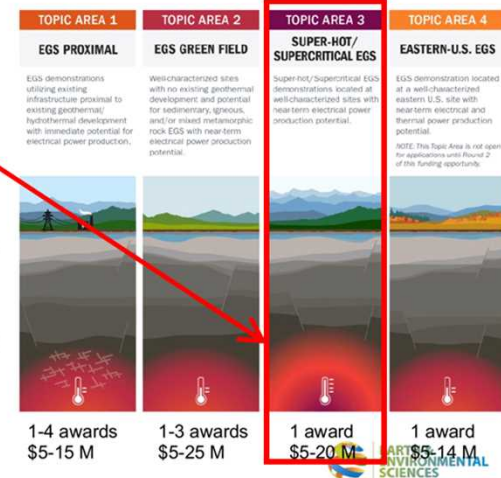 TOPIC AREA 1
EGS PROXIMAL
EGS demonstrations
utilizing existing
infrastructure proximal to
existing geothermal/
hydrothermal development
with immediate potential for
electrical power production.
1-4 awards
$5-15 M
TOPIC AREA 2
EGS GREEN FIELD
Well-characterized sites
with no existing geothermal
development and potential
for sedimentary, igneous,
and/or mixed metamorphic
rock EGS with near-term
electrical power production
potential.
1-3 awards
$5-25 M
TOPIC AREA 3
SUPER-HOT/
SUPERCRITICAL EGS
Super-hot/Supercritical EGS
demonstrations located at
well-characterized sites with
near-term electrical power
production potential.
1 award
$5-20 M
TOPIC AREA 4
EASTERN-U.S. EGS
EGS demonstration located
at a well-characterized
eastern U.S. site with
near-term electrical and
thermal power production
potential.
NOTE: This Topic Area is not open
for applications until Round 2
of this funding opportunity.
1 award
$5-14 M
ENVIRONMENTAL
SCIENCES